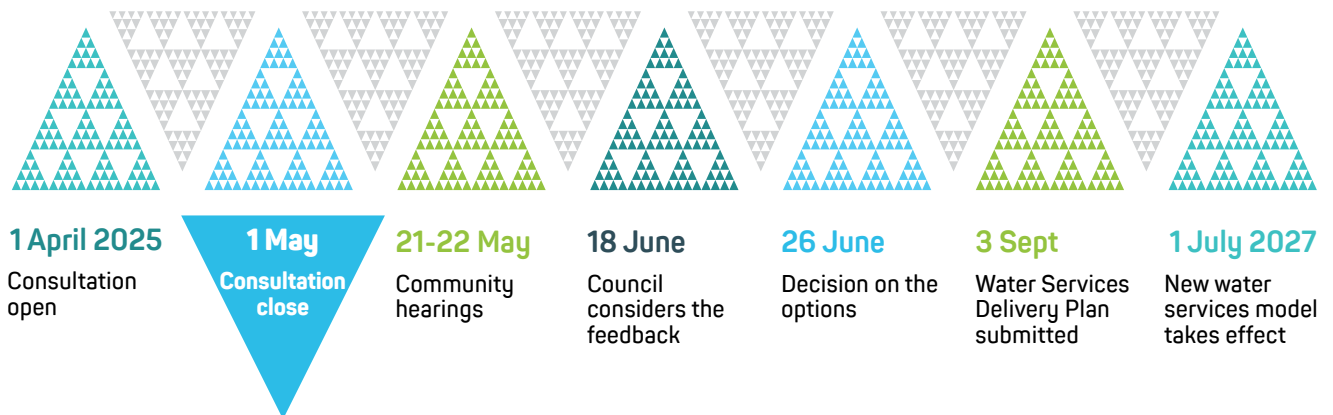 1 April 2025
Consultation
open
1 May
Consultation
close
21-22 May
Community
hearings
18 June
Council
considers the
feedback
26 June
Decision on the
options
3 Sept
Water Services
Delivery Plan
submitted
1 July 2027
New water
services model
takes effect